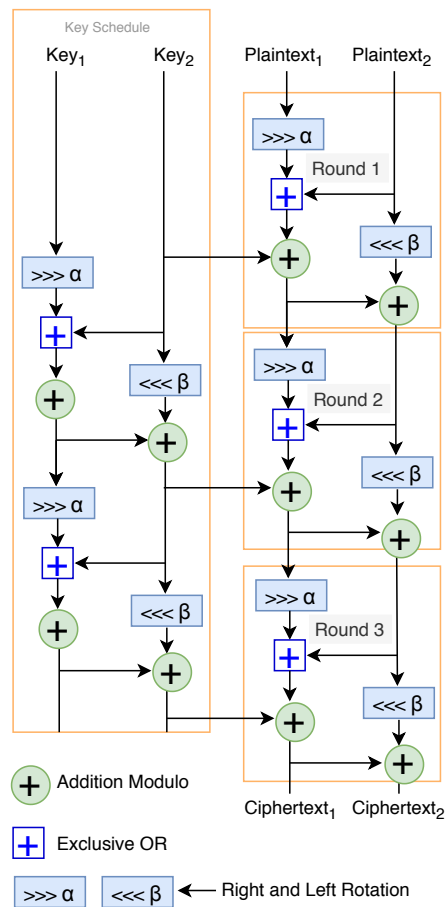 Key Schedule
Key₁
Key₂
Plaintext₁
Plaintext₂
>>> α
Round 1
+
<<< β
+
>>> α
+
+
>>> α
<<< β
Round 2
+
+
+
<<< β
+
>>> α
+
+
>>> α
+
<<< β
Round 3
+
+
<<< β
+
+
+
Ciphertext₁
Ciphertext₂
+ Addition Modulo
+ Exclusive OR
>>> α
<<< β
Right and Left Rotation